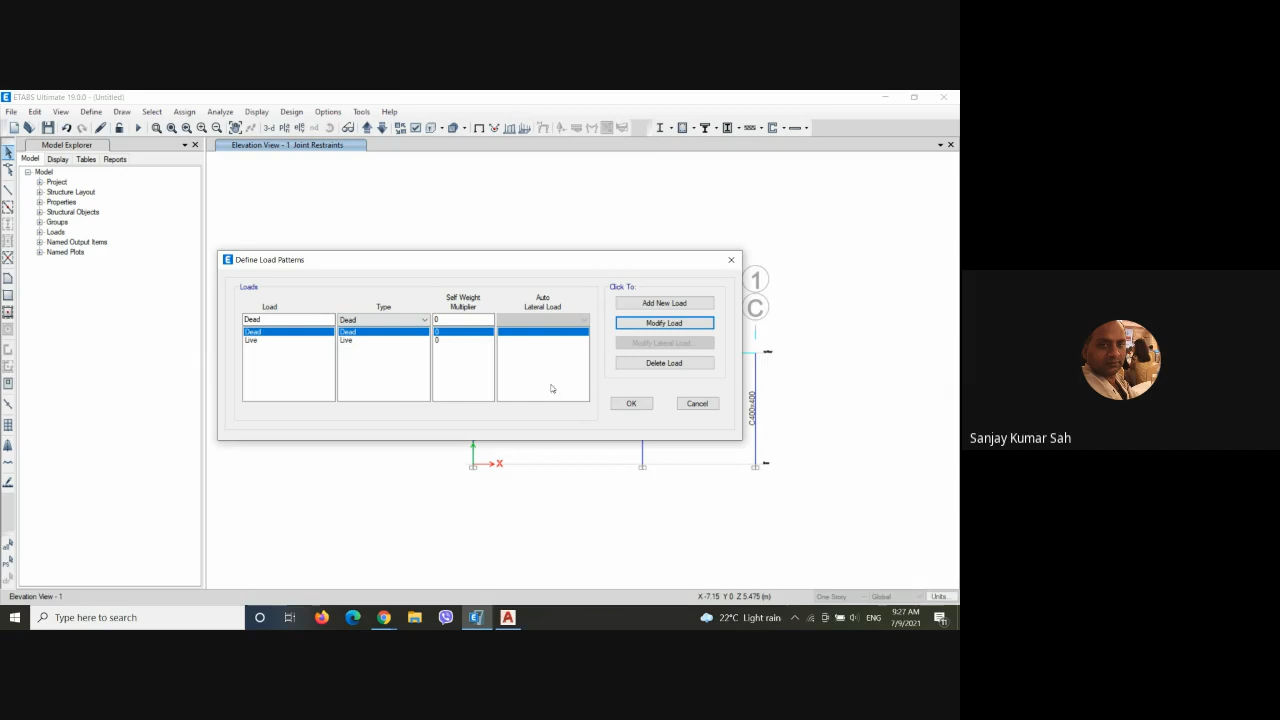 ETABS Ultimate 19.0.0 - (Untitled)
File Edit View Define Draw Select Assign Analyze Display Design Options Tools Help
3-d
Model Explorer
Elevation View - 1 Joint Restraints
Model Display Tables Reports
Model
Project
Structure Layout
Properties
Structural Objects
Groups
Loads
Named Output Items
Named Plots
Define Load Patterns
Loads
Click To:
Load Type Self Weight Multiplier Auto Lateral Load
Dead Dead 0
Dead Dead 0
Live Live 0
Add New Load
Modify Load
Modify Lateral Load...
Delete Load
OK Cancel
1
C
C400x400
X
Sanjay Kumar Sah
Elevation View - 1
X -7.15 Y 0 Z 5.475 (m)
One Story
Global
Units...
Type here to search
22°C Light rain
ENG
9:27 AM
7/9/2021